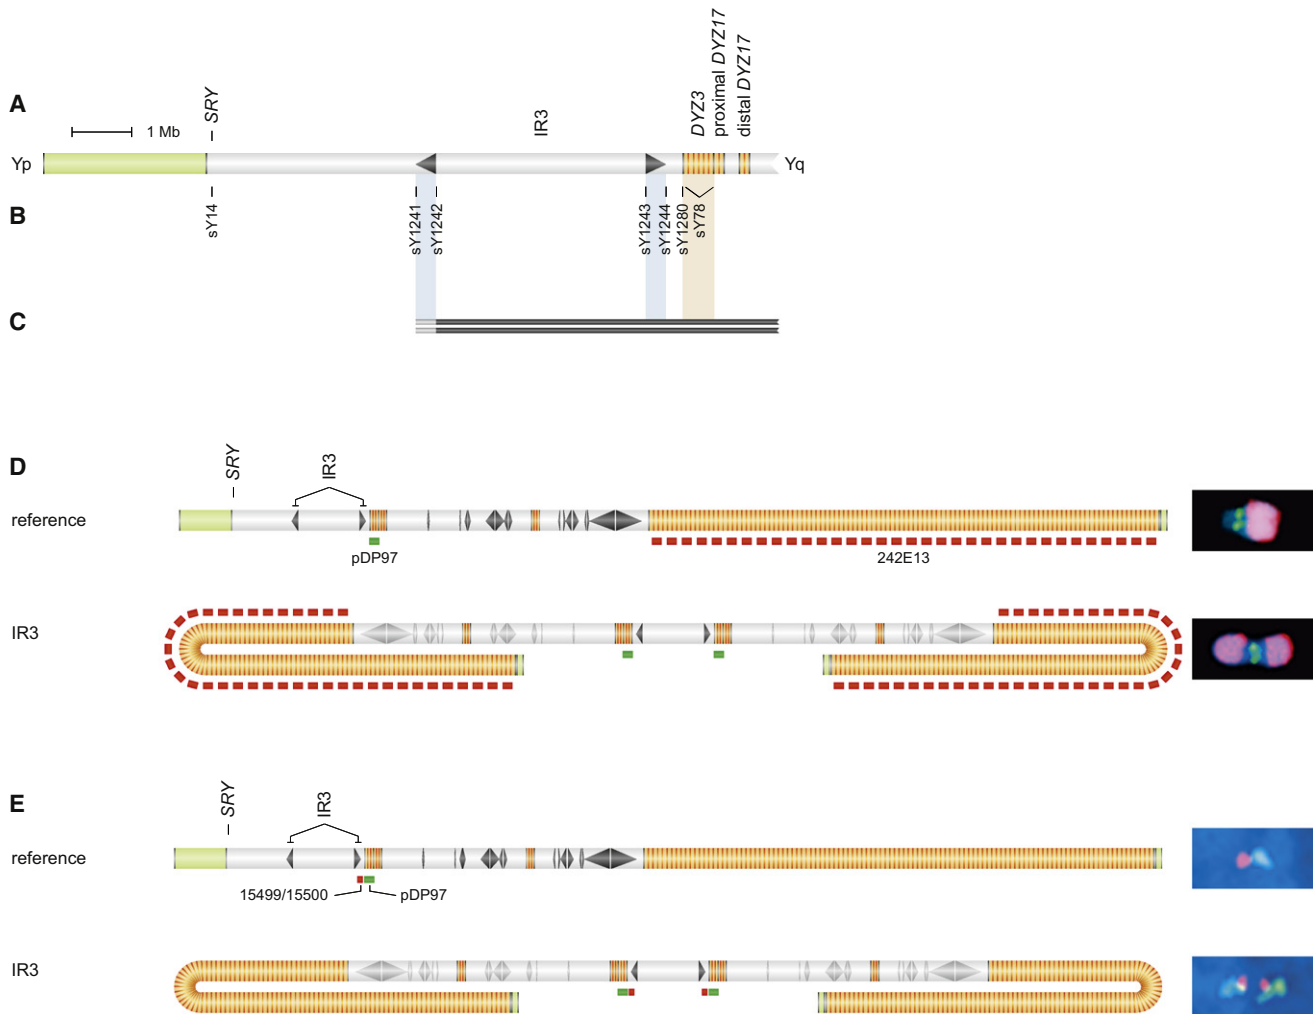 A
1 Mb
SRY
IR3
DYZ3
proximal DYZ17
distal DYZ17
Yp
Yq
B
sY14
sY1241
sY1242
sY1243
sY1244
sY1280
sY78
C
D
SRY
IR3
reference
pDP97
242E13
IR3
E
SRY
IR3
reference
15499/15500
pDP97
IR3